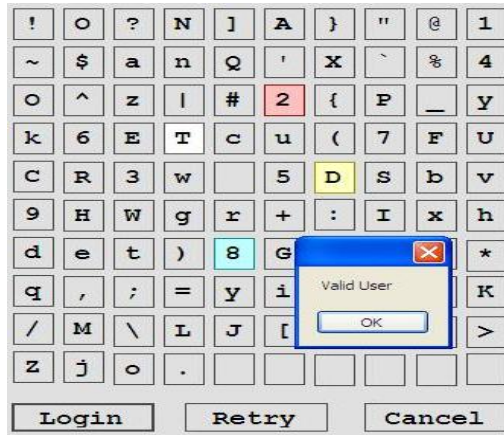 ! O ? N ] A } " @ 1
~ $ a n Q ' X ` % 4
O ^ z | # 2 { P _ y
k 6 E T c u ( 7 F U
C R 3 w 5 D S b v
9 H W g r + : I x h
d e t ) 8 G *
q , ; = y i K
/ M \ L J [ >
Z j o .
Valid User
OK
Login Retry Cancel